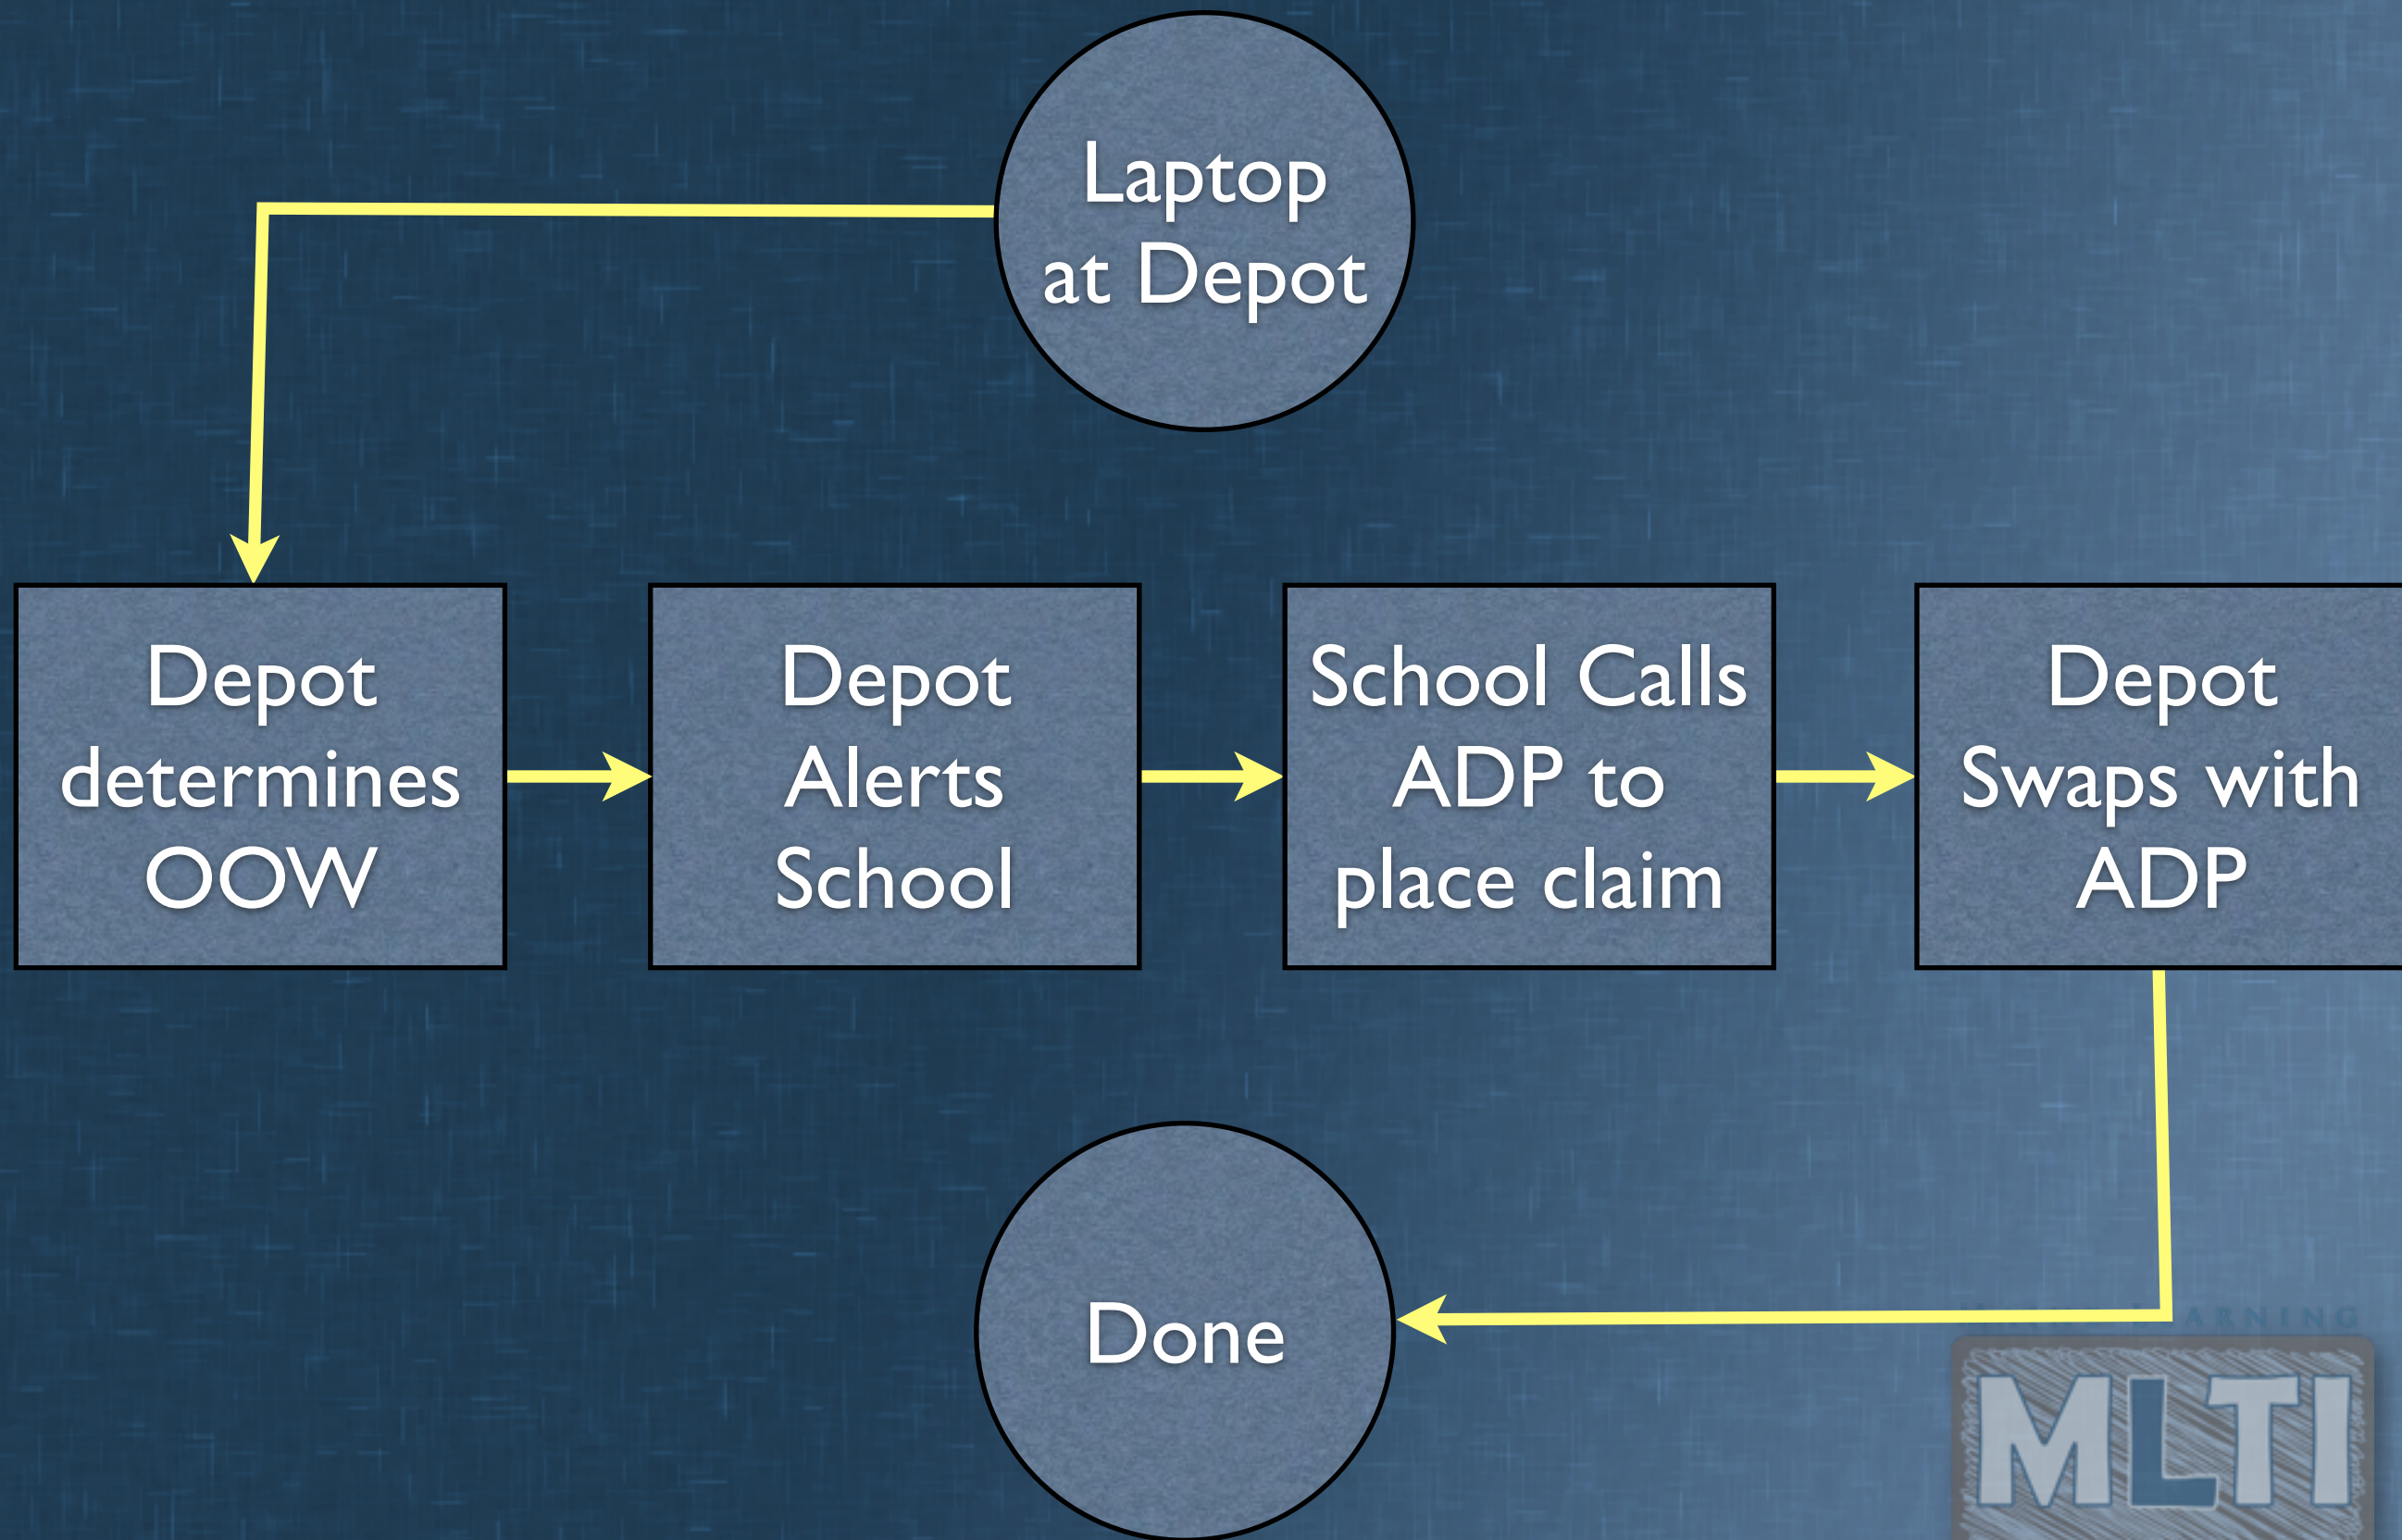 Laptop
at Depot
Depot
determines
OOW
Depot
Alerts
School
School Calls
ADP to
place claim
Depot
Swaps with
ADP
Done
MLTI